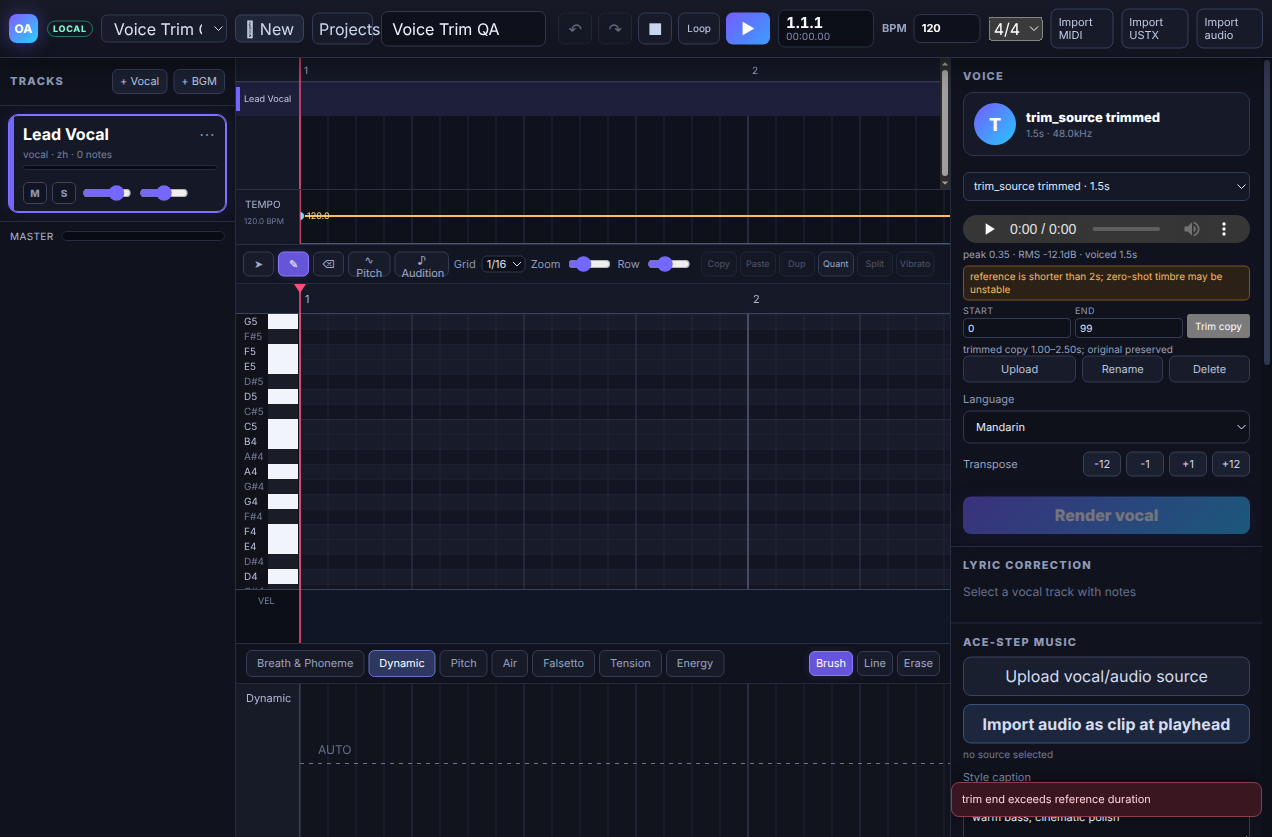 OA LOCAL Voice Trim New Projects Voice Trim QA Loop 1.1.1 00:00.00 BPM 120 4/4 Import MIDI Import USTX Import audio
TRACKS + Vocal + BGM
Lead Vocal ...
vocal · zh · 0 notes
M S
MASTER
1 2
Lead Vocal
TEMPO
120.0 BPM
120.0
Pitch Audition Grid 1/16 Zoom Row Copy Paste Dup Quant Split Vibrato
1 2
G5
F#5
F5
E5
D#5
D5
C#5
C5
B4
A#4
A4
G#4
G4
F#4
F4
E4
D#4
D4
VEL
Breath & Phoneme Dynamic Pitch Air Falsetto Tension Energy Brush Line Erase
Dynamic
AUTO
VOICE
T
trim_source trimmed
1.5s · 48.0kHz
trim_source trimmed · 1.5s
0:00 / 0:00
peak 0.35 · RMS -12.1dB · voiced 1.5s
reference is shorter than 2s; zero-shot timbre may be
unstable
START END
0 99 Trim copy
trimmed copy 1.00–2.50s; original preserved
Upload Rename Delete
Language
Mandarin
Transpose -12 -1 +1 +12
Render vocal
LYRIC CORRECTION
Select a vocal track with notes
ACE-STEP MUSIC
Upload vocal/audio source
Import audio as clip at playhead
no source selected
Style caption
trim end exceeds reference duration
warm bass, cinematic polish